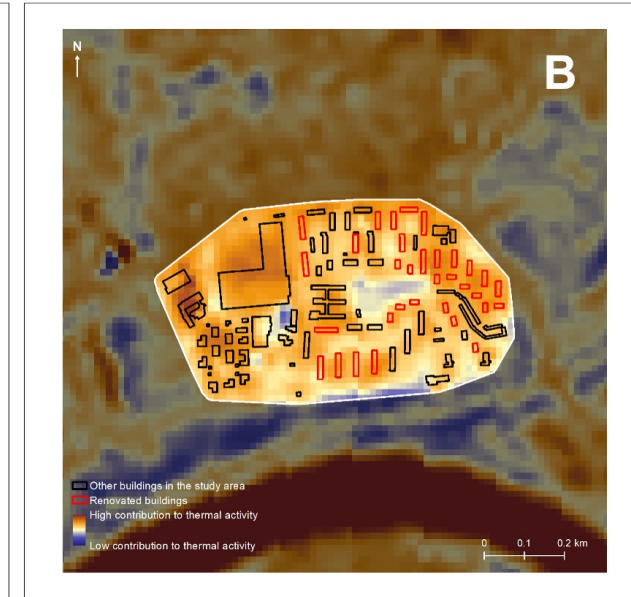 N
B
Other buildings in the study area
Renovated buildings
High contribution to thermal activity
Low contribution to thermal activity
0 0.1 0.2 km